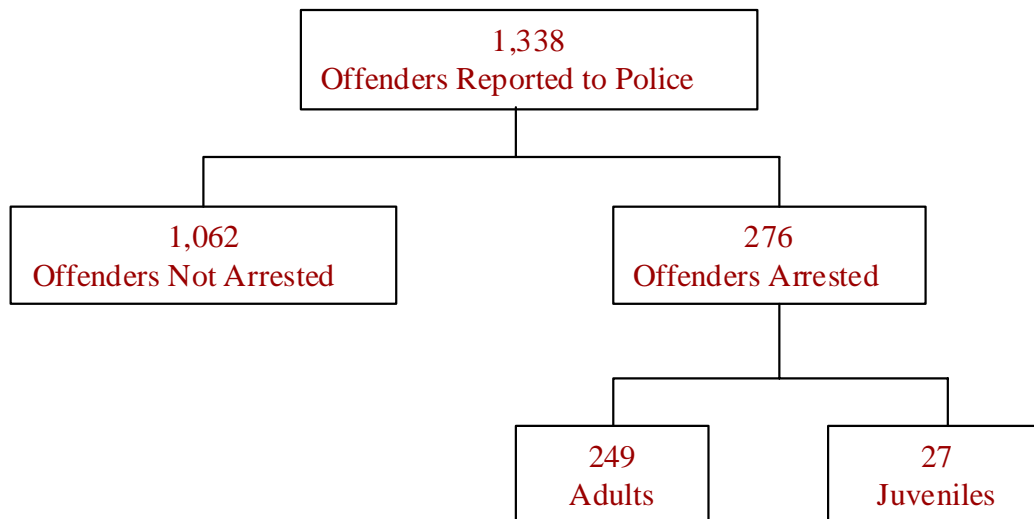 1,338
Offenders Reported to Police
1,062
Offenders Not Arrested
276
Offenders Arrested
249
Adults
27
Juveniles